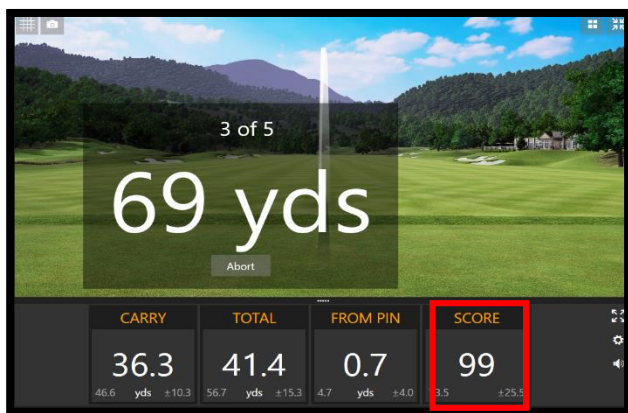 3 of 5
69 yds
Abort
CARRY TOTAL FROM PIN SCORE
36.3 41.4 0.7 99
46.6 yds ±10.3 56.7 yds ±15.3 4.7 yds ±4.0 3.5 ±25.5